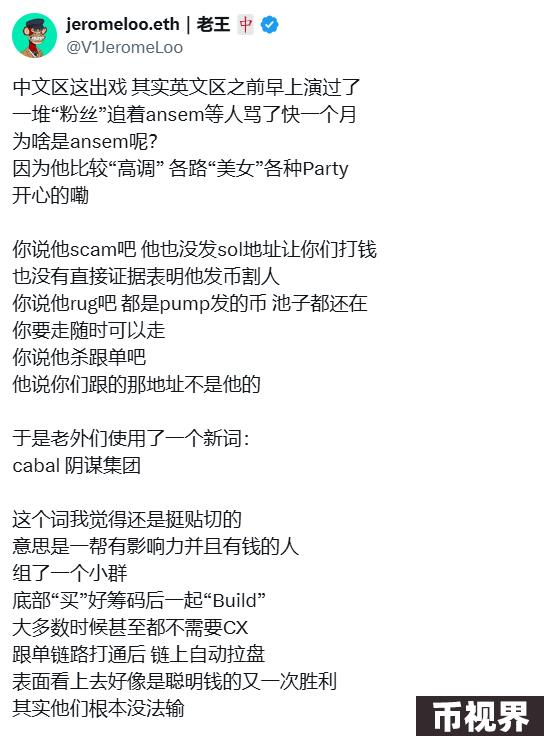 jeromeloo.eth | 老王 🀄
@V1JeromeLoo
中文区这出戏 其实英文区之前早上演过了
一堆“粉丝”追着ansem等人骂了快一个月
为啥是ansem呢?
因为他比较“高调” 各路“美女”各种Party
开心的嘞
你说他scam吧 他也没发sol地址让你们打钱
也没有直接证据表明他发币割人
你说他rug吧 都是pump发的币 池子都还在
你要走随时可以走
你说他杀跟单吧
他说你们跟的那地址不是他的
于是老外们使用了一个新词：
cabal 阴谋集团
这个词我觉得还是挺贴切的
意思是一帮有影响力并且有钱的人
组了一个小群
底部“买”好筹码后一起“Build”
大多数时候甚至都不需要CX
跟单链路打通后 链上自动拉盘
表面看上去好像是聪明钱的又一次胜利
其实他们根本没法输
币视界